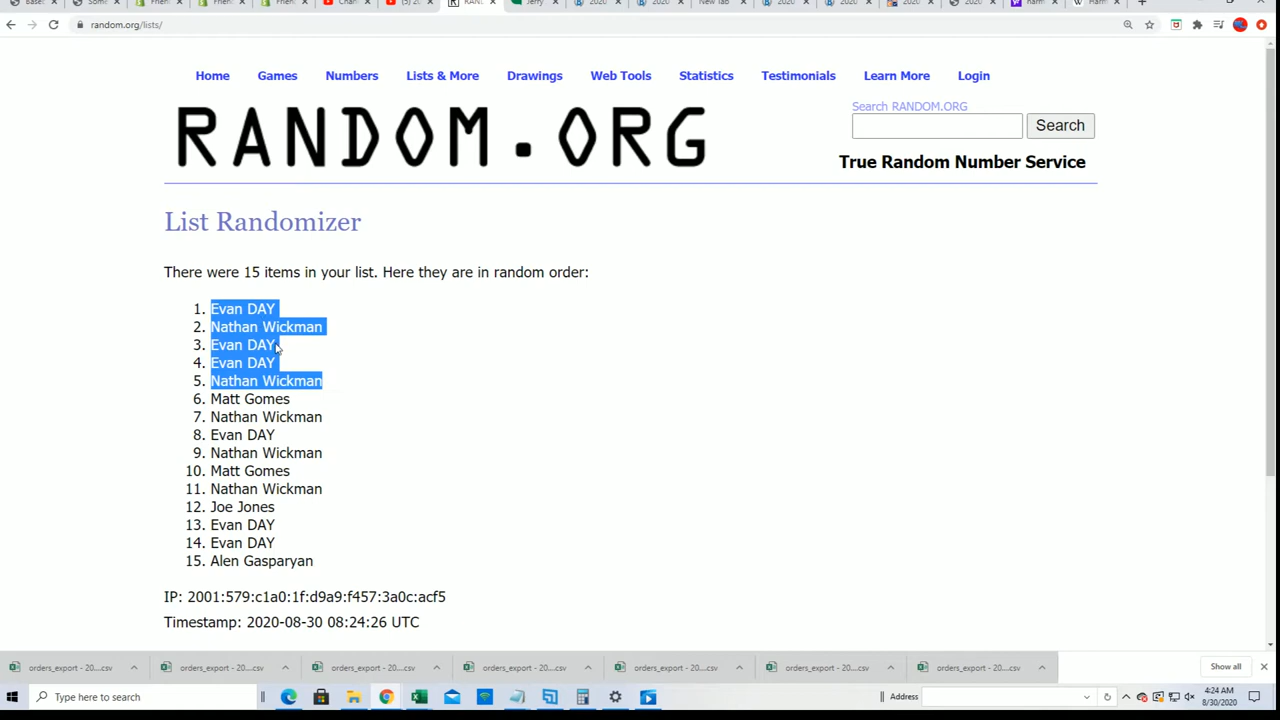 random.org/lists/
Home Games Numbers Lists & More Drawings Web Tools Statistics Testimonials Learn More Login
RANDOM.ORG
Search RANDOM.ORG
Search
True Random Number Service
List Randomizer
There were 15 items in your list. Here they are in random order:
1. Evan DAY
2. Nathan Wickman
3. Evan DAY
4. Evan DAY
5. Nathan Wickman
6. Matt Gomes
7. Nathan Wickman
8. Evan DAY
9. Nathan Wickman
10. Matt Gomes
11. Nathan Wickman
12. Joe Jones
13. Evan DAY
14. Evan DAY
15. Alen Gasparyan
IP: 2001:579:c1a0:1f:d9a9:f457:3a0c:acf5
Timestamp: 2020-08-30 08:24:26 UTC
orders_export - 20....csv orders_export - 20....csv orders_export - 20....csv orders_export - 20....csv orders_export - 20....csv orders_export - 20....csv orders_export - 20....csv Show all
Type here to search Address 4:24 AM
8/30/2020